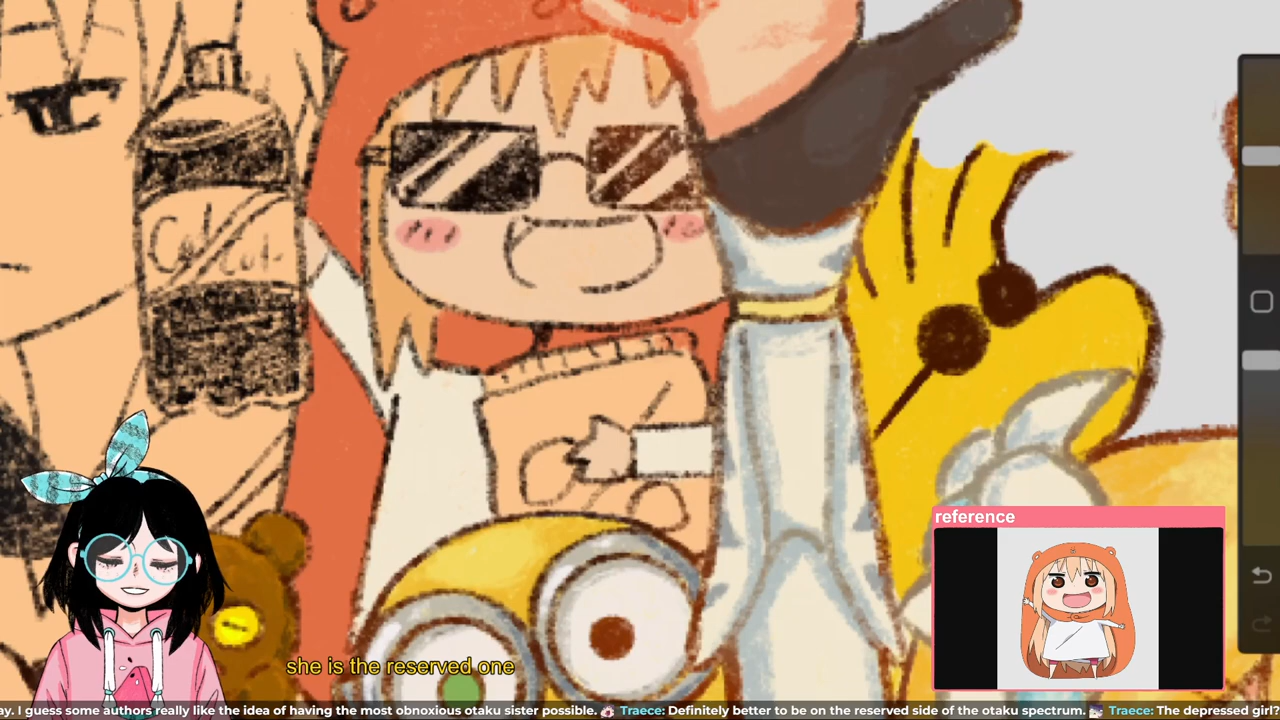 reference
she is the reserved one
ay. I guess some authors really like the idea of having the most obnoxious otaku sister possible. Traece: Definitely better to be on the reserved side of the otaku spectrum. Traece: The depressed girl?